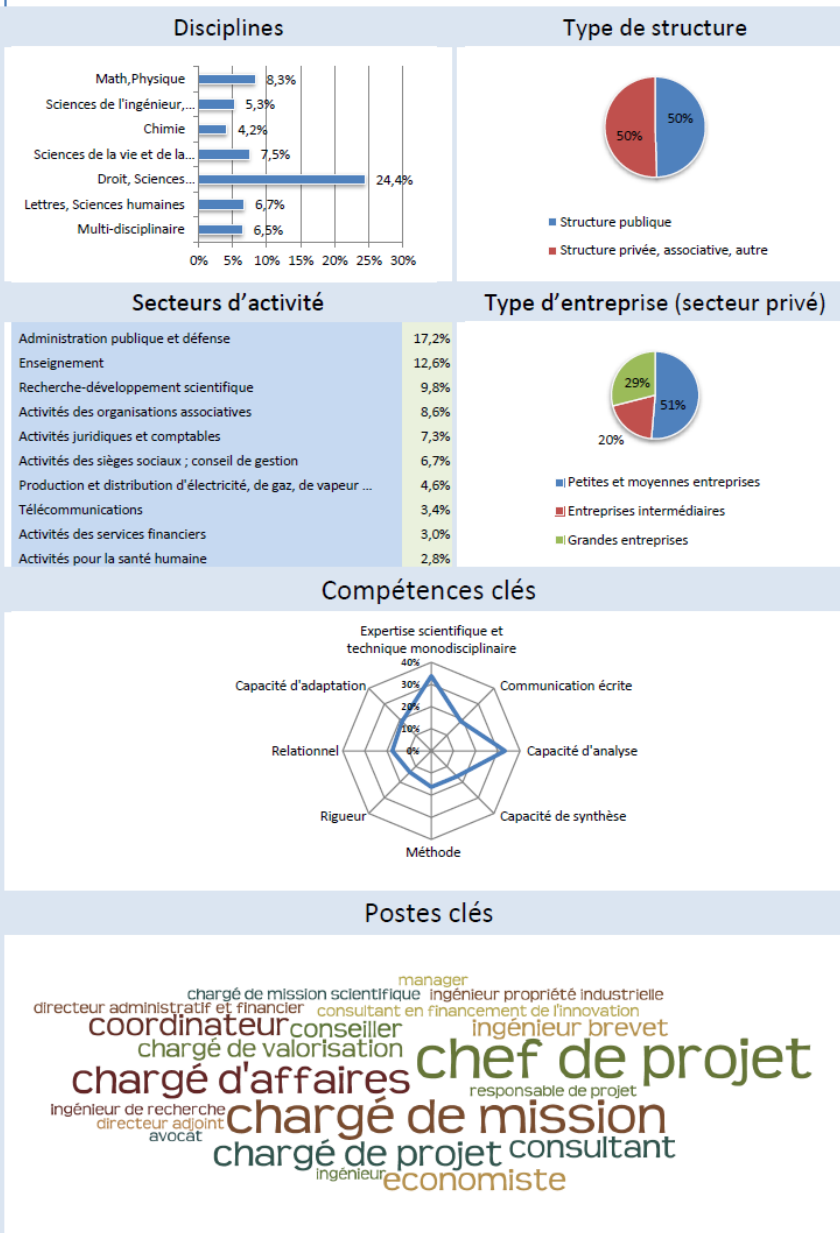 Disciplines
Math,Physique
8,3%
Sciences de l'ingénieur,...
5,3%
Chimie
4,2%
Sciences de la vie et de la...
7,5%
Droit, Sciences...
24,4%
Lettres, Sciences humaines
6,7%
Multi-disciplinaire
6,5%
0% 5% 10% 15% 20% 25% 30%
Type de structure
50%
50%
Structure publique
Structure privée, associative, autre
Secteurs d'activité
Administration publique et défense 17,2%
Enseignement 12,6%
Recherche-développement scientifique 9,8%
Activités des organisations associatives 8,6%
Activités juridiques et comptables 7,3%
Activités des sièges sociaux ; conseil de gestion 6,7%
Production et distribution d'électricité, de gaz, de vapeur ... 4,6%
Télécommunications 3,4%
Activités des services financiers 3,0%
Activités pour la santé humaine 2,8%
Type d'entreprise (secteur privé)
29%
51%
20%
Petites et moyennes entreprises
Entreprises intermédiaires
Grandes entreprises
Compétences clés
Expertise scientifique et
technique monodisciplinaire
40%
30%
20%
10%
0%
Capacité d'adaptation
Communication écrite
Relationnel
Capacité d'analyse
Rigueur
Capacité de synthèse
Méthode
Postes clés
manager
chargé de mission scientifique
ingénieur propriété industrielle
directeur administratif et financier
consultant en financement de l'innovation
coordinateur
conseiller
ingénieur brevet
chargé de valorisation
chef de projet
chargé d'affaires
responsable de projet
ingénieur de recherche
chargé de mission
directeur adjoint
avocat
chargé de projet
consultant
ingénieur
economiste